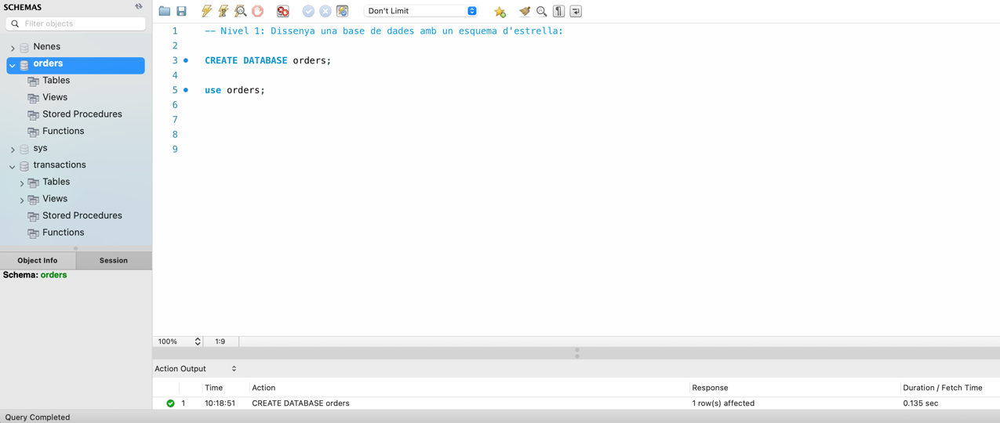 SCHEMAS
Filter objects
Nenes
orders
Tables
Views
Stored Procedures
Functions
sys
transactions
Tables
Views
Stored Procedures
Functions
Object Info Session
Schema: orders
Query Completed
Don't Limit
1 -- Nivel 1: Dissenya una base de dades amb un esquema d'estrella:
2
3 CREATE DATABASE orders;
4
5 use orders;
6
7
8
9
100% 1:9
Action Output
Time Action Response Duration / Fetch Time
1 10:18:51 CREATE DATABASE orders 1 row(s) affected 0.135 sec